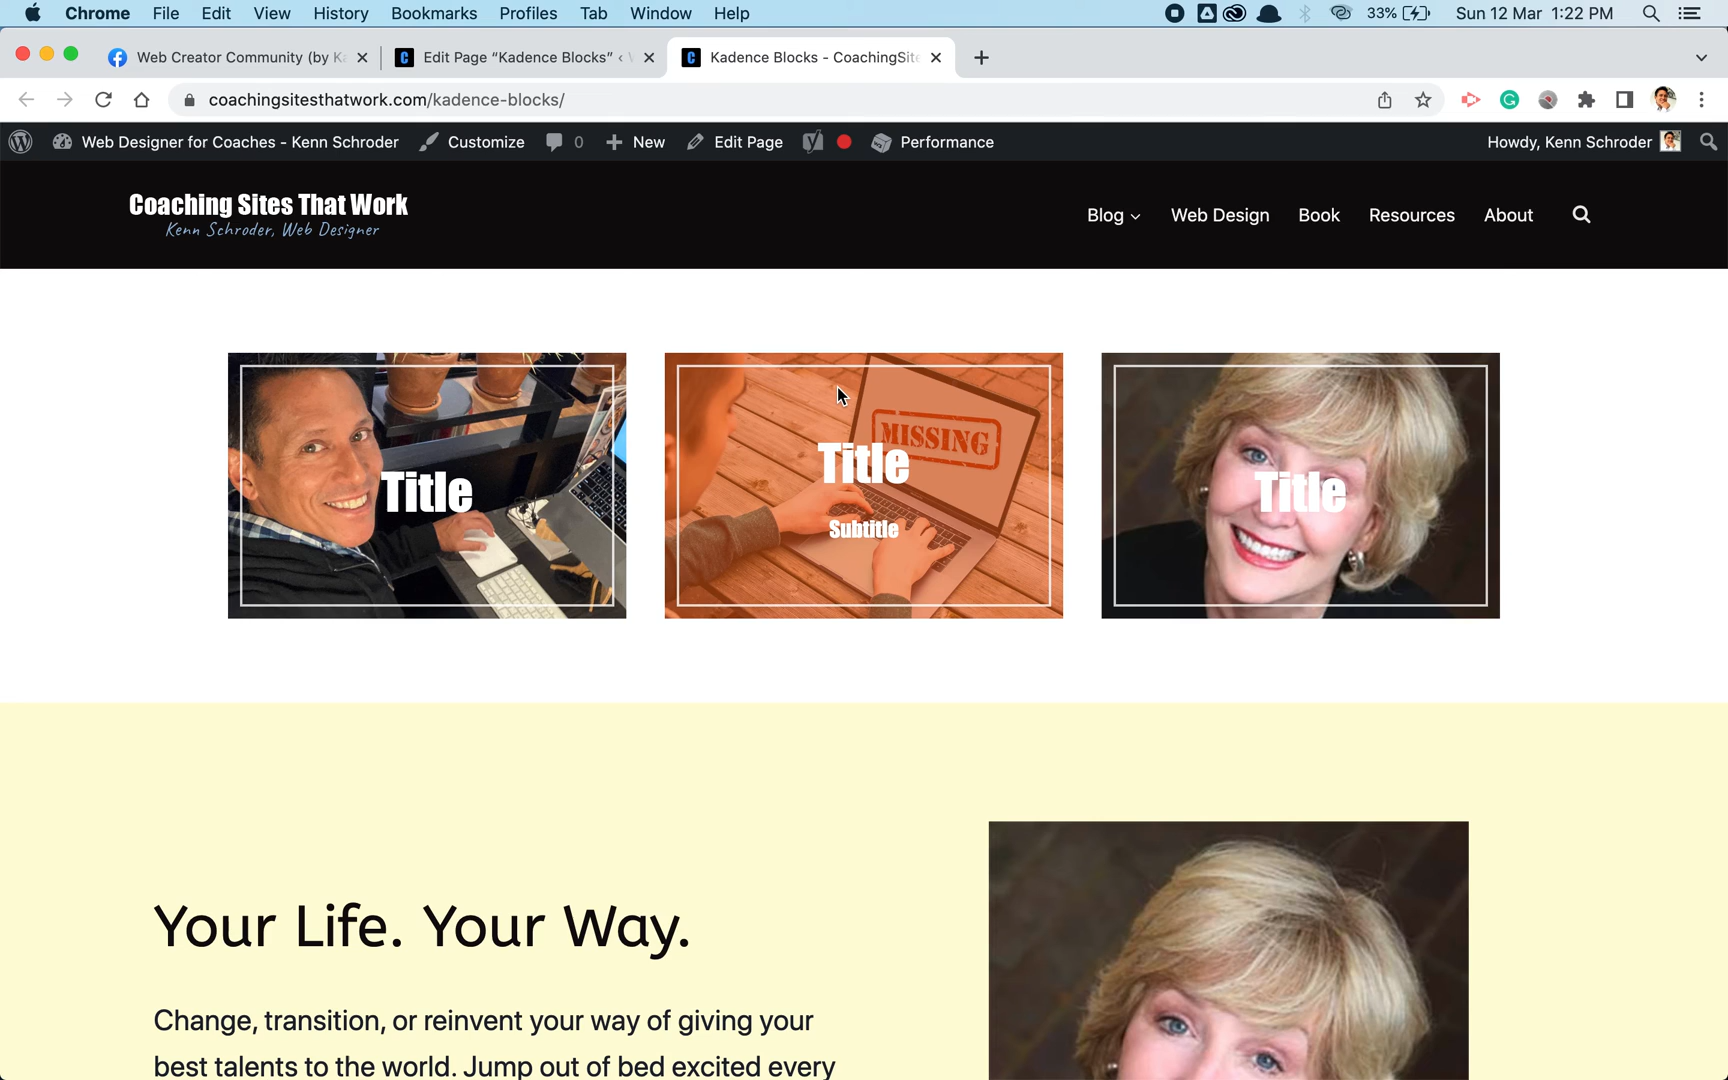 Chrome File Edit View History Bookmarks Profiles Tab Window Help 33% Sun 12 Mar 1:22 PM
Web Creator Community (by Ka Edit Page “Kadence Blocks” ‹ Kadence Blocks - CoachingSite
coachingsitesthatwork.com/kadence-blocks/
Web Designer for Coaches - Kenn Schroder Customize 0 New Edit Page Performance Howdy, Kenn Schroder
Coaching Sites That Work
Kenn Schroder, Web Designer
Blog Web Design Book Resources About
MISSING
Title
Title
Subtitle
Title
Your Life. Your Way.
Change, transition, or reinvent your way of giving your
best talents to the world. Jump out of bed excited every